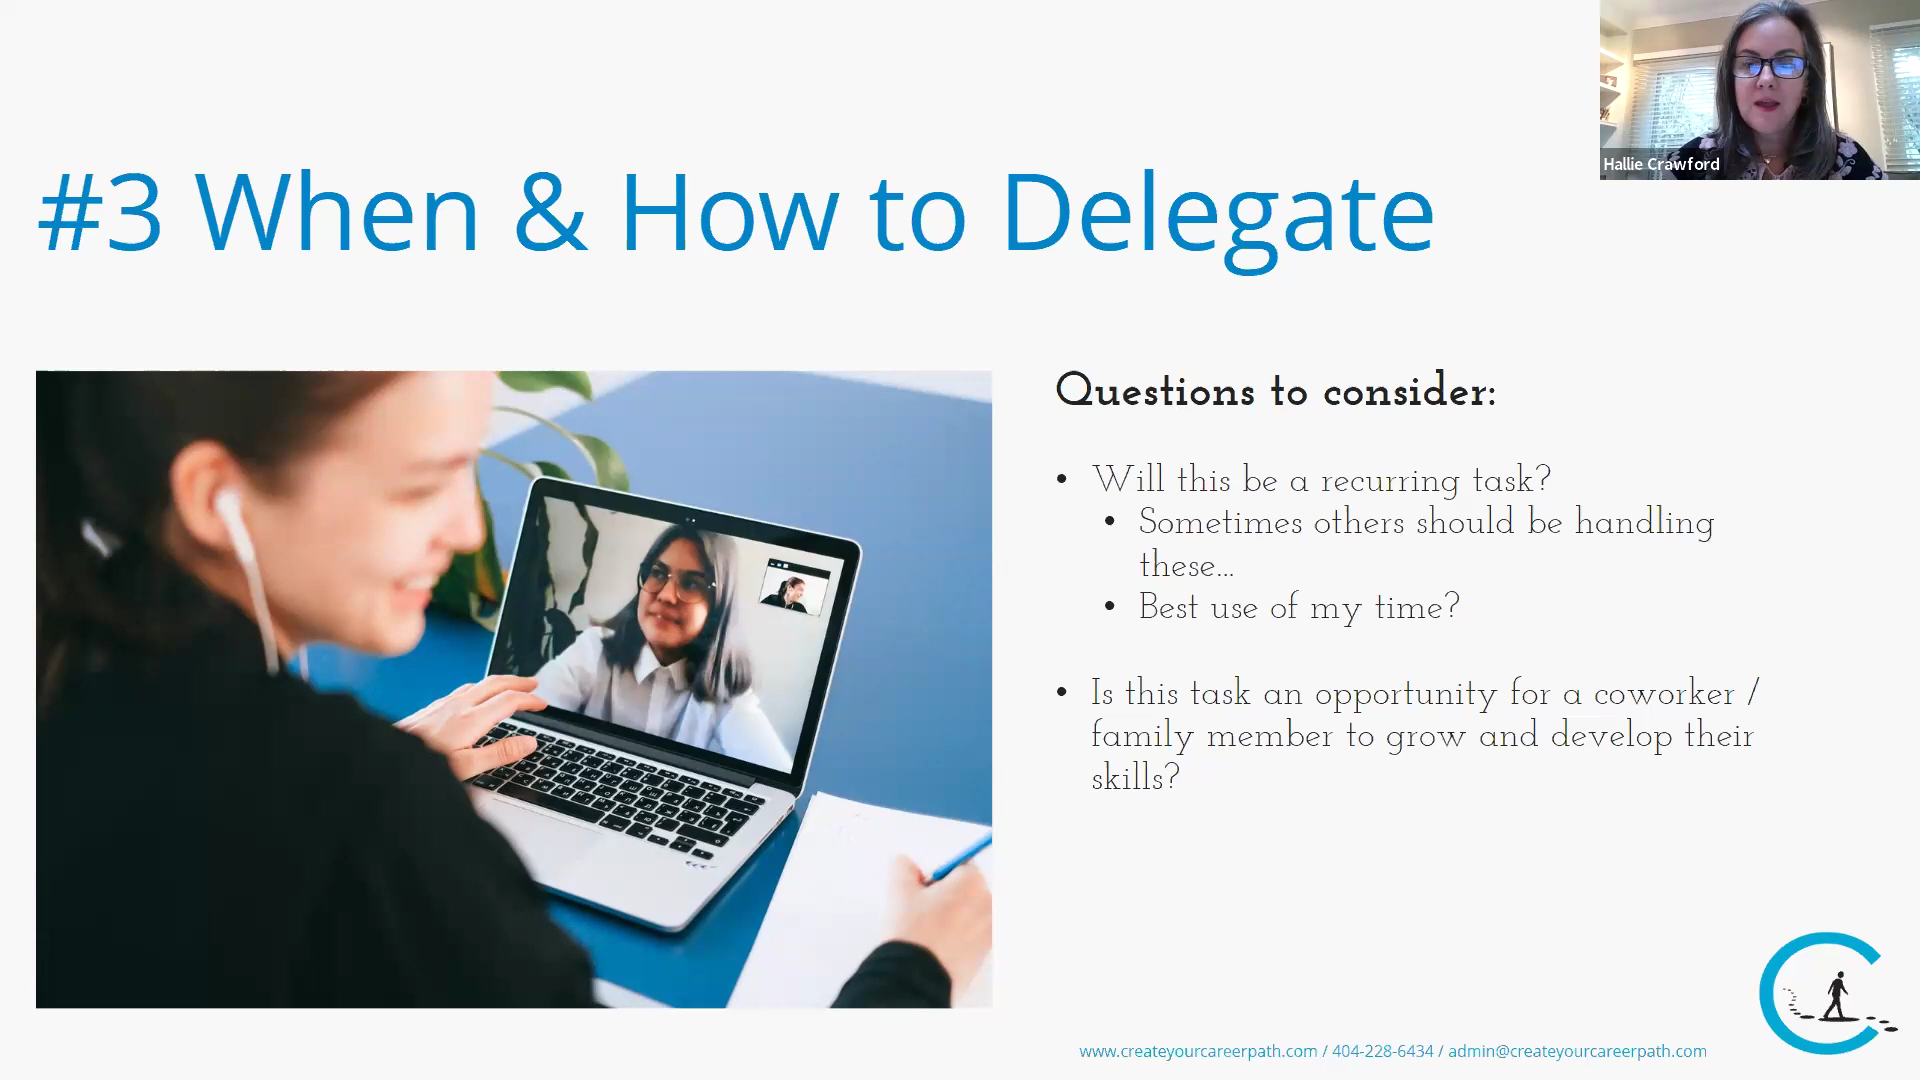 Hallie Crawford
#3 When & How to Delegate
Questions to consider:
• Will this be a recurring task?
• Sometimes others should be handling
these...
• Best use of my time?
• Is this task an opportunity for a coworker /
family member to grow and develop their
skills?
www.createyourcareerpath.com / 404-228-6434 / admin@createyourcareerpath.com